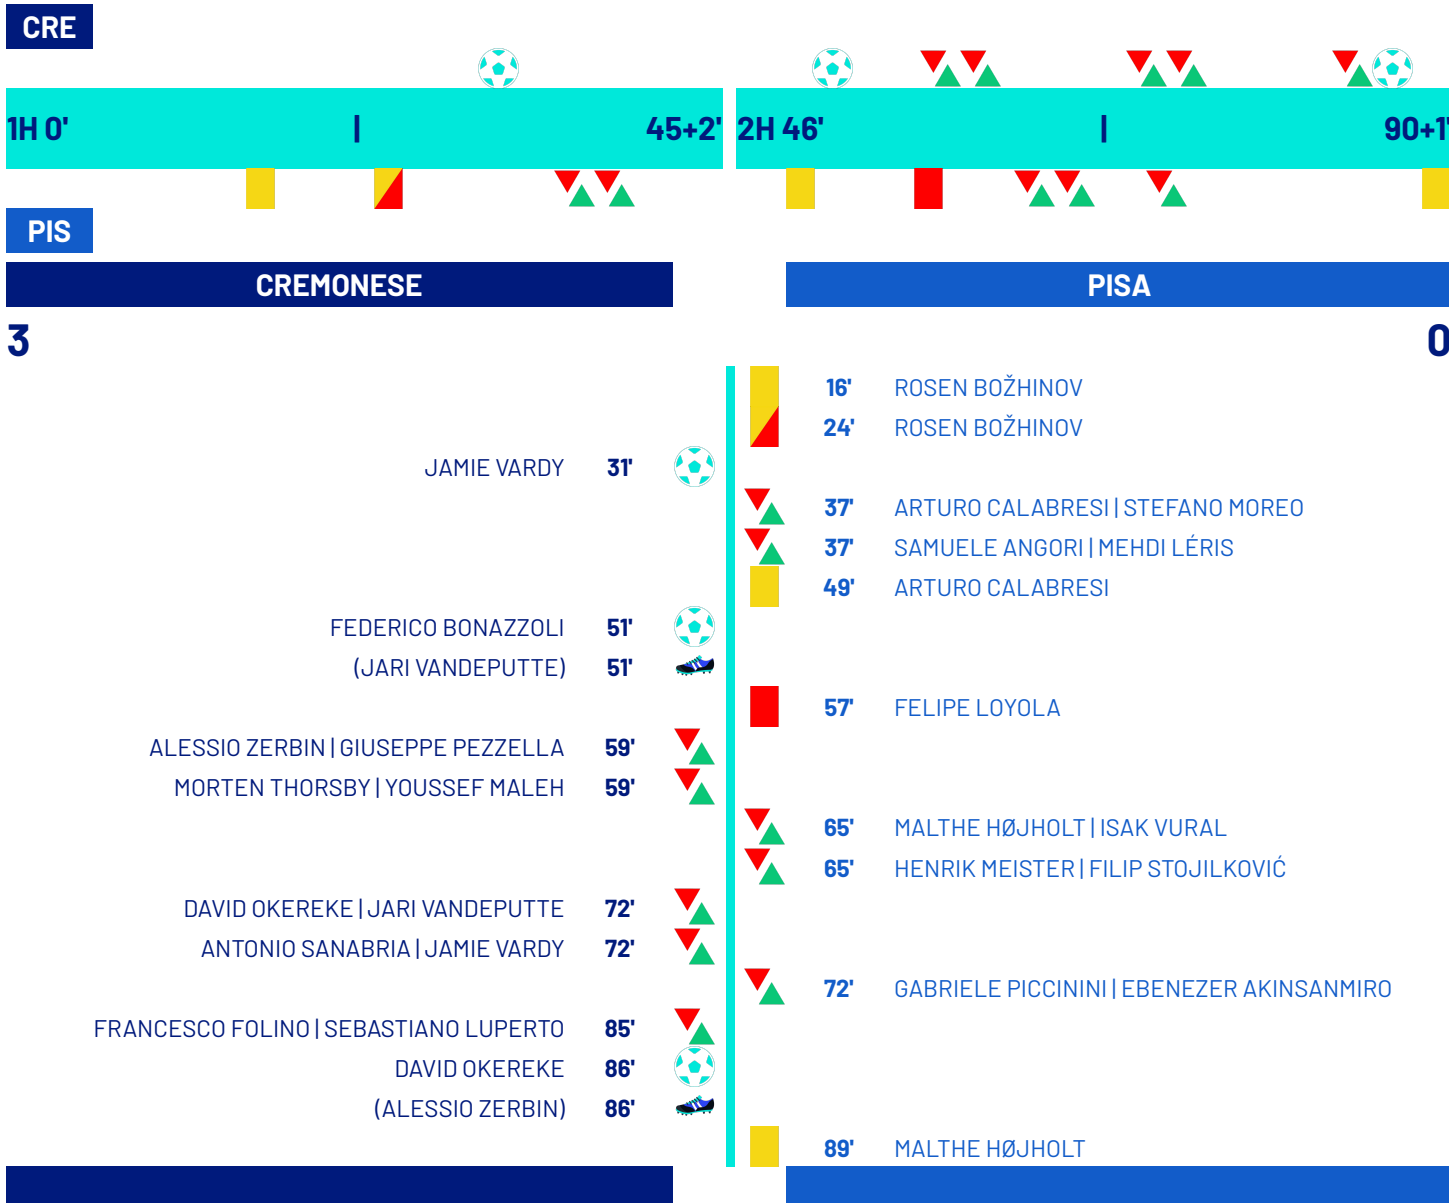 CRE
1H 0' | 45+2' 2H 46' | 90+1'
PIS
CREMONESE PISA
3 0
16' ROSEN BOŽHINOV
24' ROSEN BOŽHINOV
JAMIE VARDY 31'
37' ARTURO CALABRESI | STEFANO MOREO
37' SAMUELE ANGORI | MEHDI LÉRIS
49' ARTURO CALABRESI
FEDERICO BONAZZOLI 51'
(JARI VANDEPUTTE) 51'
57' FELIPE LOYOLA
ALESSIO ZERBIN | GIUSEPPE PEZZELLA 59'
MORTEN THORSBY | YOUSSEF MALEH 59'
65' MALTHE HØJHOLT | ISAK VURAL
65' HENRIK MEISTER | FILIP STOJILKOVIĆ
DAVID OKEREKE | JARI VANDEPUTTE 72'
ANTONIO SANABRIA | JAMIE VARDY 72'
72' GABRIELE PICCININI | EBENEZER AKINSANMIRO
FRANCESCO FOLINO | SEBASTIANO LUPERTO 85'
DAVID OKEREKE 86'
(ALESSIO ZERBIN) 86'
89' MALTHE HØJHOLT